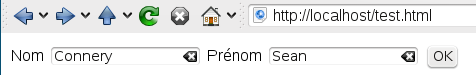 http://localhost/test.html
Nom Connery Prénom Sean OK